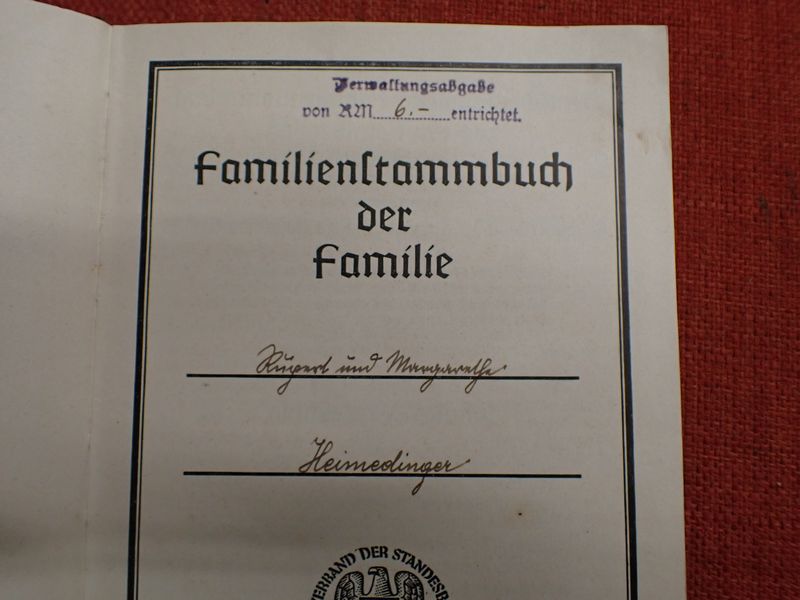 Verwaltungsabgabe
von RM 6.– entrichtet.
Familienstammbuch
der
Familie
Rupert und Margarethe
Heimedinger
VERBAND DER STANDESB